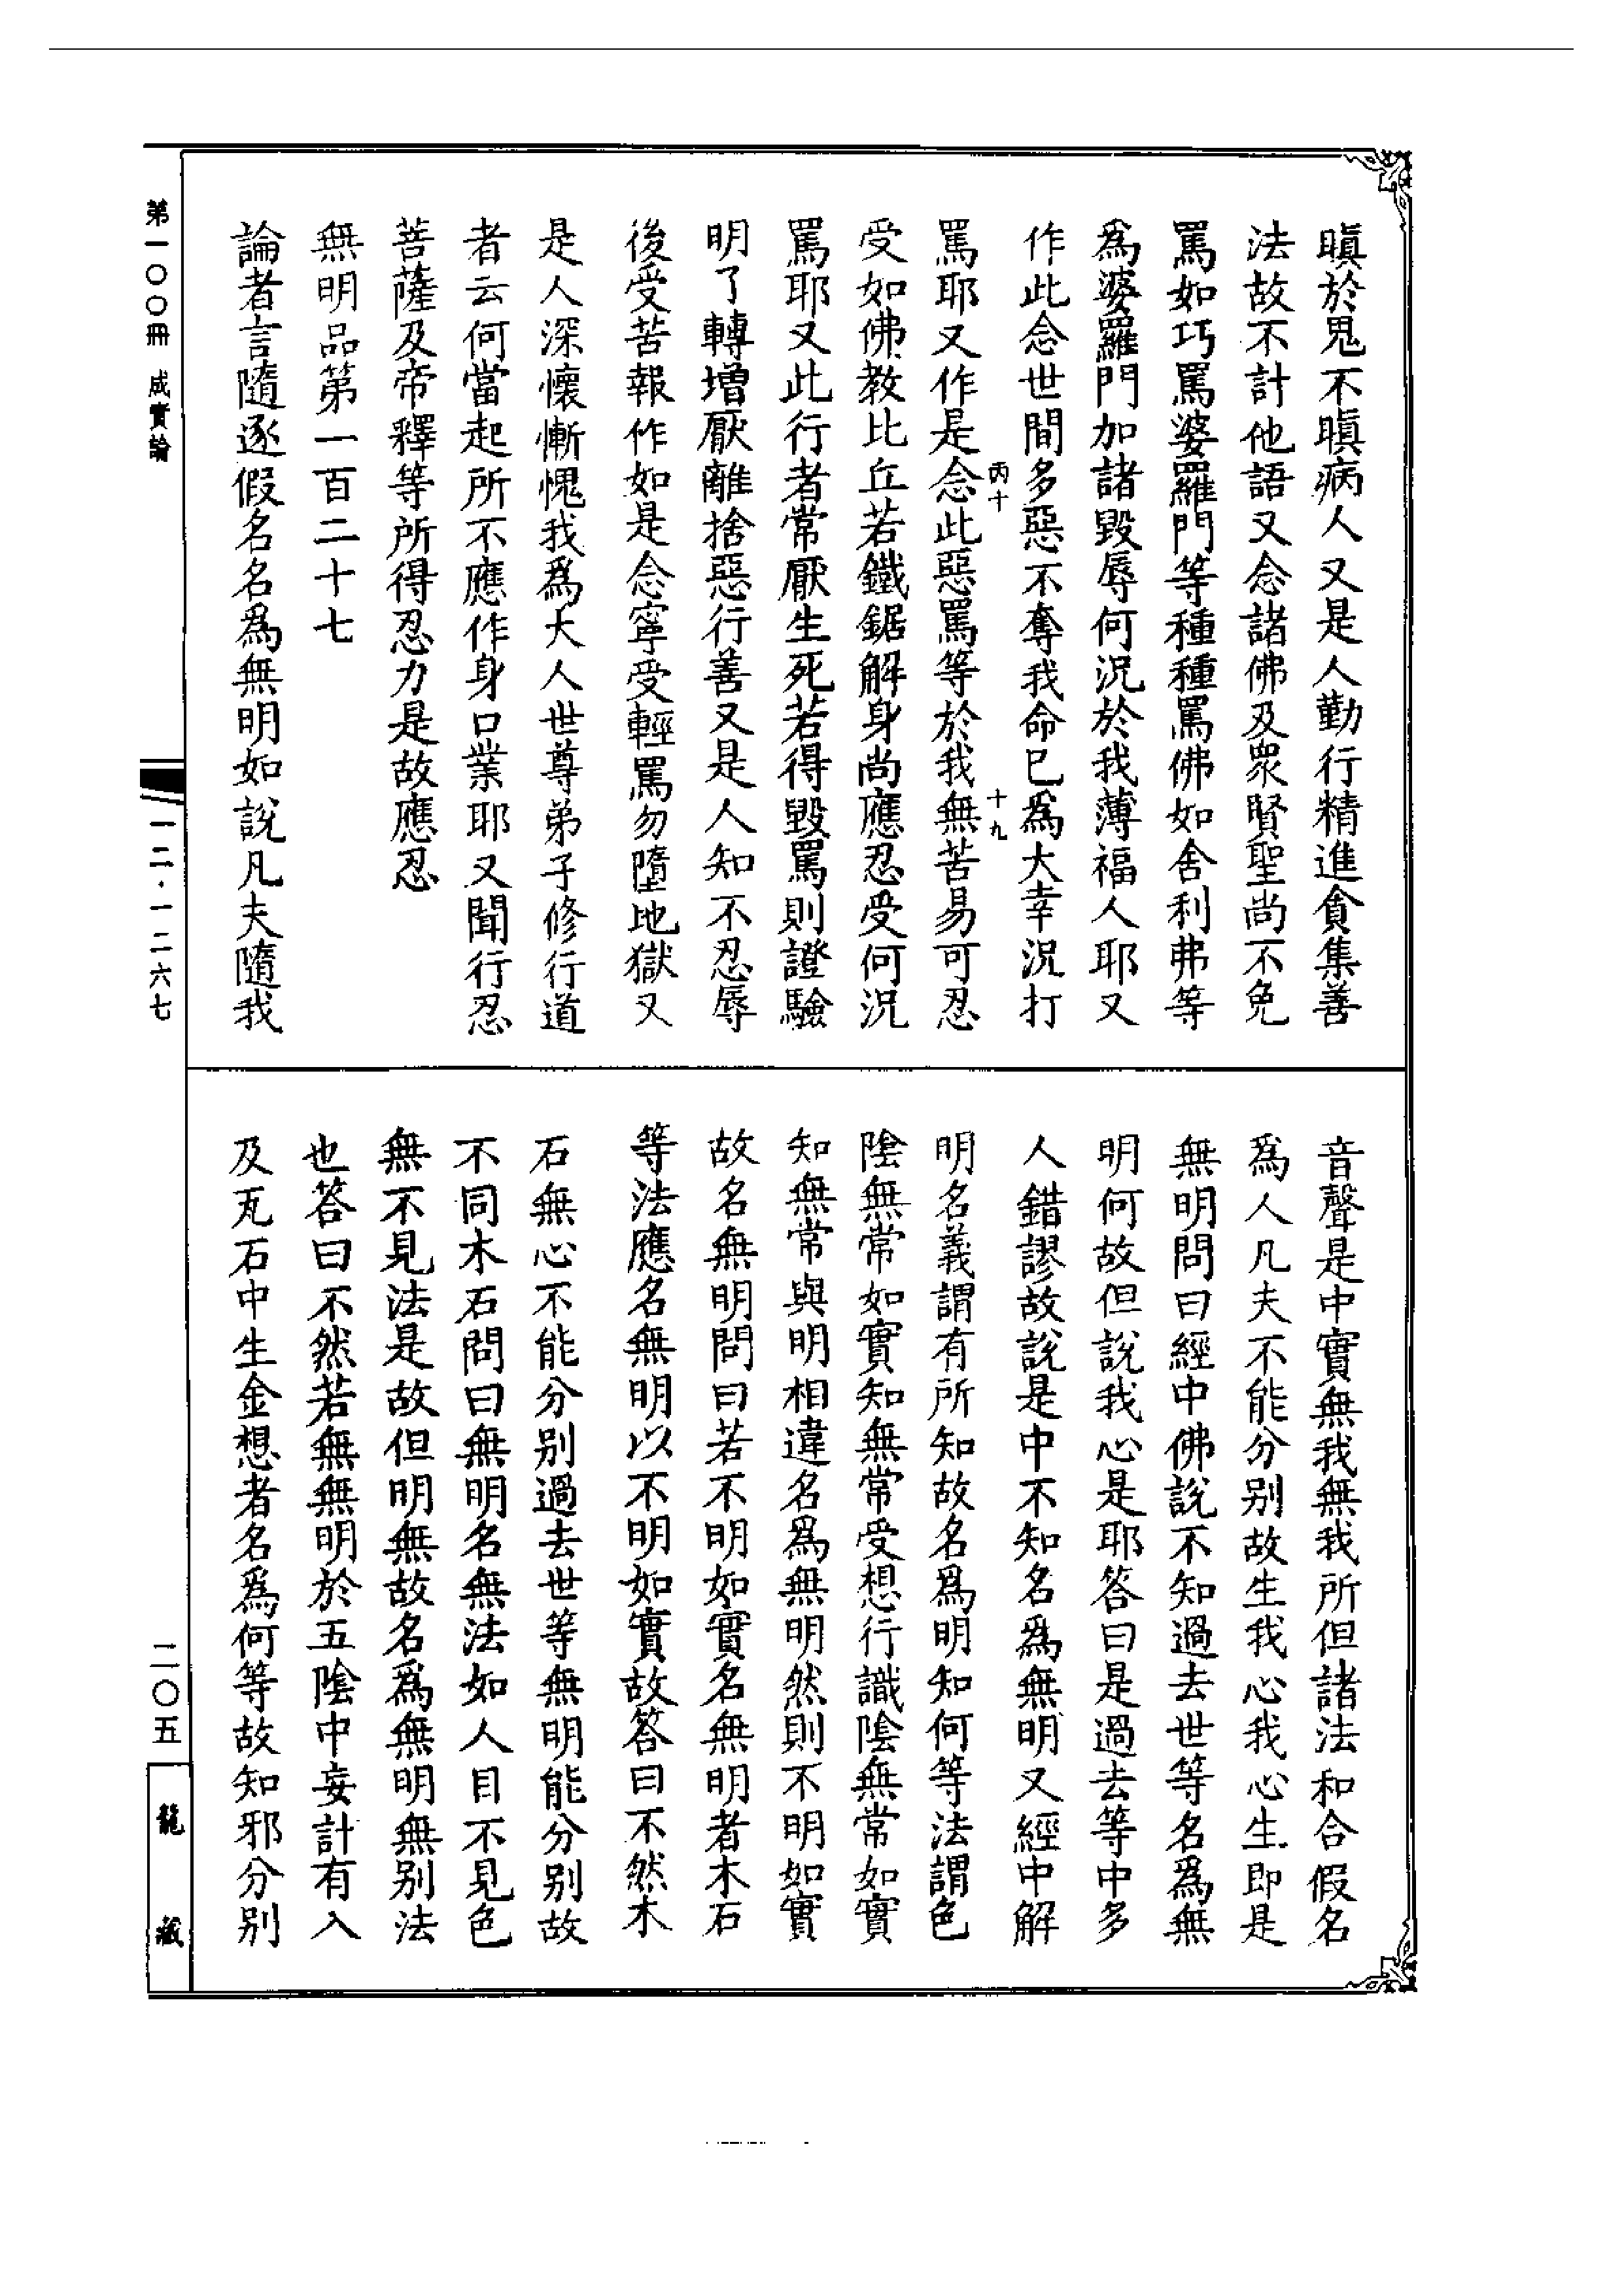 瞋於鬼不瞋病人又是人勤行精進貪集善
法故不計他語又念諸佛及衆賢聖尚不免
罵如巧罵婆羅門等種種罵佛如舍利弗等
爲婆羅門加諸毀辱何況於我薄福人耶又
作此念世間多惡不奪我命已爲大幸況打
丙十
十九
罵耶又作是念此惡罵等於我無苦易可忍
受如佛教比丘若鐵鋸解身尚應忍受何況
罵耶又此行者常厭生死若得毀罵則證驗
明了轉增厭離捨惡行善又是人知不忍辱
後受苦報作如是念寧受輕罵勿墮地獄又
是人深懷慚愧我爲大人世尊弟子修行道
者云何當起所不應作身口業耶又聞行忍
菩薩及帝釋等所得忍力是故應忍
無明品第一百二十七
論者言隨逐假名名爲無明如說凡夫隨我
音聲是中實無我無我所但諸法和合假名
爲人凡夫不能分別故生我心我心生即是
無明問曰經中佛說不知過去世等名爲無
明何故但說我心是耶答曰是過去等中多
人錯謬故說是中不知名爲無明又經中解
明名義謂有所知故名爲明知何等法謂色
陰無常如實知無常受想行識陰無常如實
知無常與明相違名爲無明然則不明如實
故名無明問曰若不明如實名無明者木石
等法應名無明以不明如實故答曰不然木
石無心不能分別過去世等無明能分別故
不同木石問曰無明名無法如人目不見色
無不見法是故但明無故名爲無明無別法
也答曰不然若無無明於五陰中妄計有人
及瓦石中生金想者名爲何等故知邪分別
第一〇〇冊 成實論
一二·一二六七
二〇五
龍藏